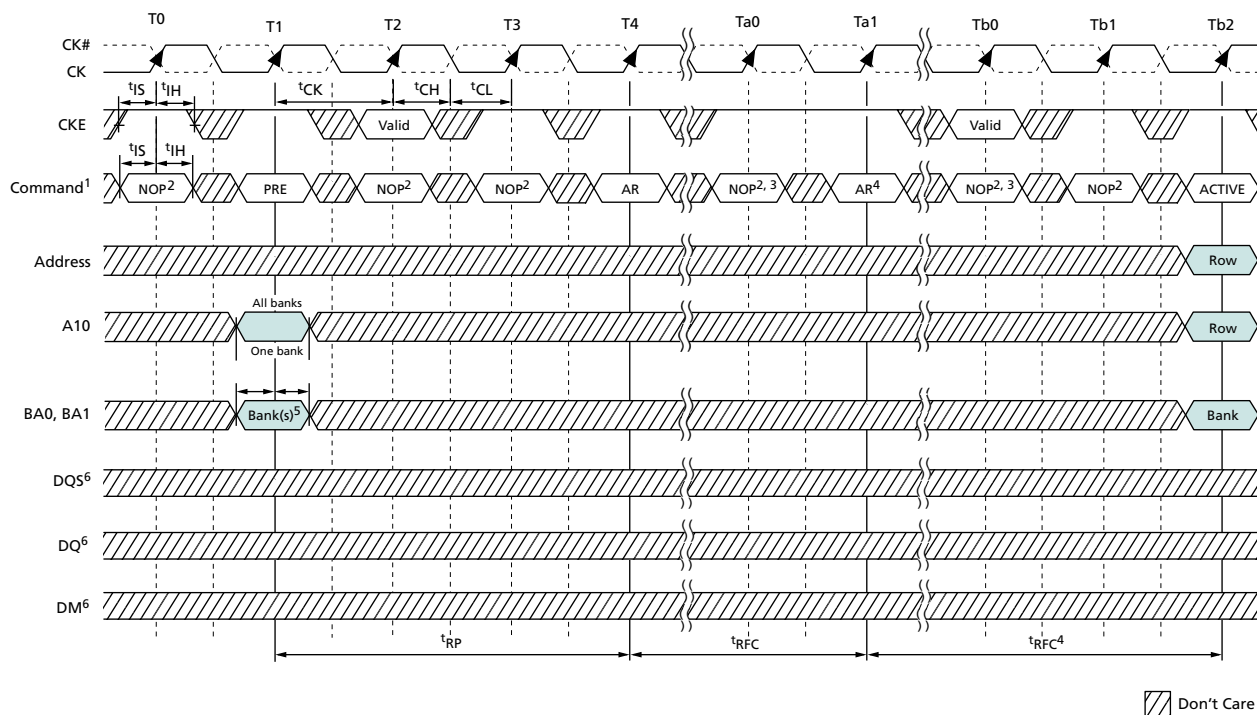 T0 T1 T2 T3 T4 Ta0 Ta1 Tb0 Tb1 Tb2
CK#
CK
tIS tIH tCK tCH tCL
CKE Valid Valid
tIS tIH
Command1 NOP2 PRE NOP2 NOP2 AR NOP2, 3 AR4 NOP2, 3 NOP2 ACTIVE
Address Row
All banks
A10 Row
One bank
BA0, BA1 Bank(s)5 Bank
DQS6
DQ6
DM6
tRP tRFC tRFC4
Don't Care